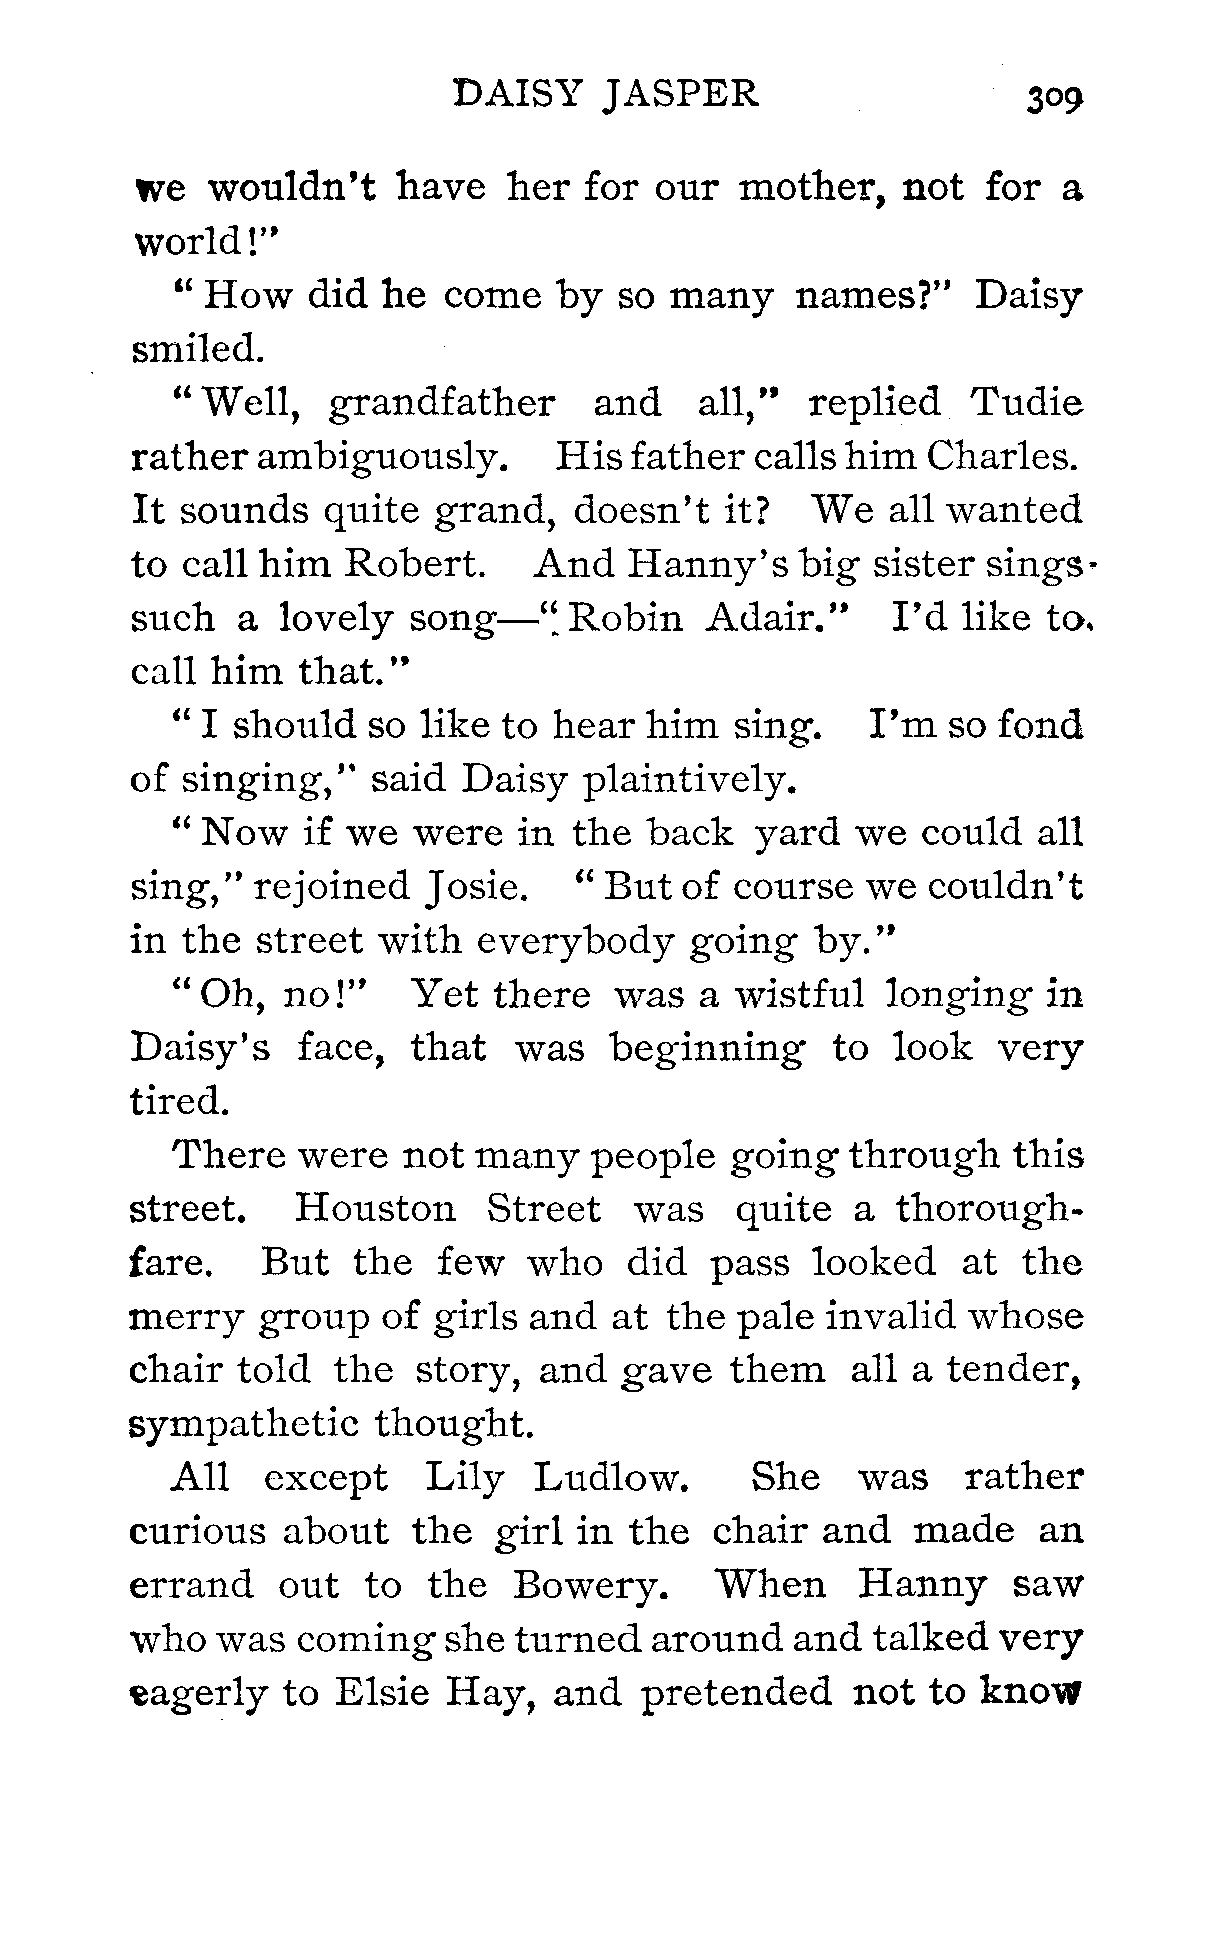 DAISY JASPER 309
we wouldn't have her for our mother, not for a
world!"
"How did he come by so many names?" Daisy
smiled.
"Well, grandfather and all," replied Tudie
rather ambiguously. His father calls him Charles.
It sounds quite grand, doesn't it? We all wanted
to call him Robert. And Hanny's big sister sings
such a lovely song—"Robin Adair." I'd like to
call him that."
"I should so like to hear him sing. I'm so fond
of singing," said Daisy plaintively.
"Now if we were in the back yard we could all
sing," rejoined Josie. "But of course we couldn't
in the street with everybody going by."
"Oh, no!" Yet there was a wistful longing in
Daisy's face, that was beginning to look very
tired.
There were not many people going through this
street. Houston Street was quite a thorough-
fare. But the few who did pass looked at the
merry group of girls and at the pale invalid whose
chair told the story, and gave them all a tender,
sympathetic thought.
All except Lily Ludlow. She was rather
curious about the girl in the chair and made an
errand out to the Bowery. When Hanny saw
who was coming she turned around and talked very
eagerly to Elsie Hay, and pretended not to know